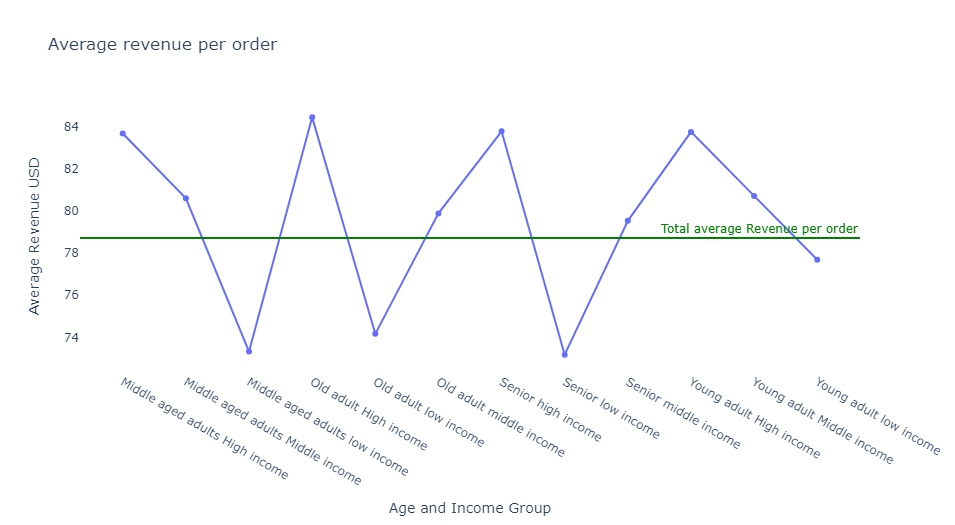 Average revenue per order
Average Revenue USD
84
82
80
78
76
74
Total average Revenue per order
Middle aged adults High income
Middle aged adults Middle income
Middle aged adults low income
Old adult High income
Old adult low income
Old adult middle income
Senior high income
Senior low income
Senior middle income
Young adult High income
Young adult Middle income
Young adult low income
Age and Income Group